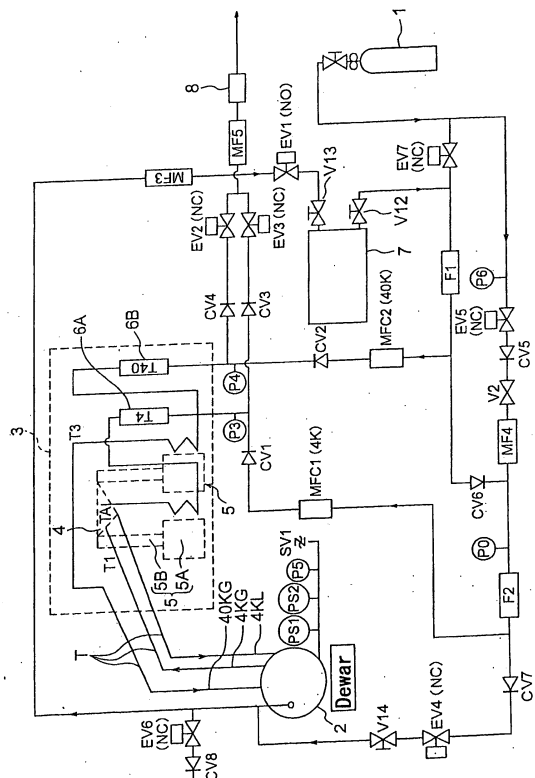 8
MF5
1
MF3
EV1 (NO)
V13
EV2 (NC)
EV3 (NC)
EV7 (NC)
V12
7
F1
P6
EV5 (NC)
CV5
V2
MF4
CV4
CV3
CV2
MFC2 (40K)
CV6
P0
F2
3
6A
6B
T40
T4
P4
P3
T3
4
TA
T1
5
5B
5A
5
CV1
MFC1 (4K)
SV1
P5
PS2
PS1
40KG
4KG
4KL
T
Dewar
2
EV6 (NC)
CV8
V14
EV4 (NC)
CV7